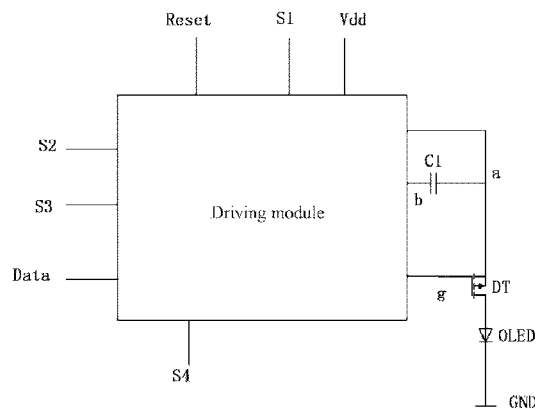 Reset S1 Vdd
S2
C1
a
b
S3
Driving module
Data
g
DT
OLED
S4
GND